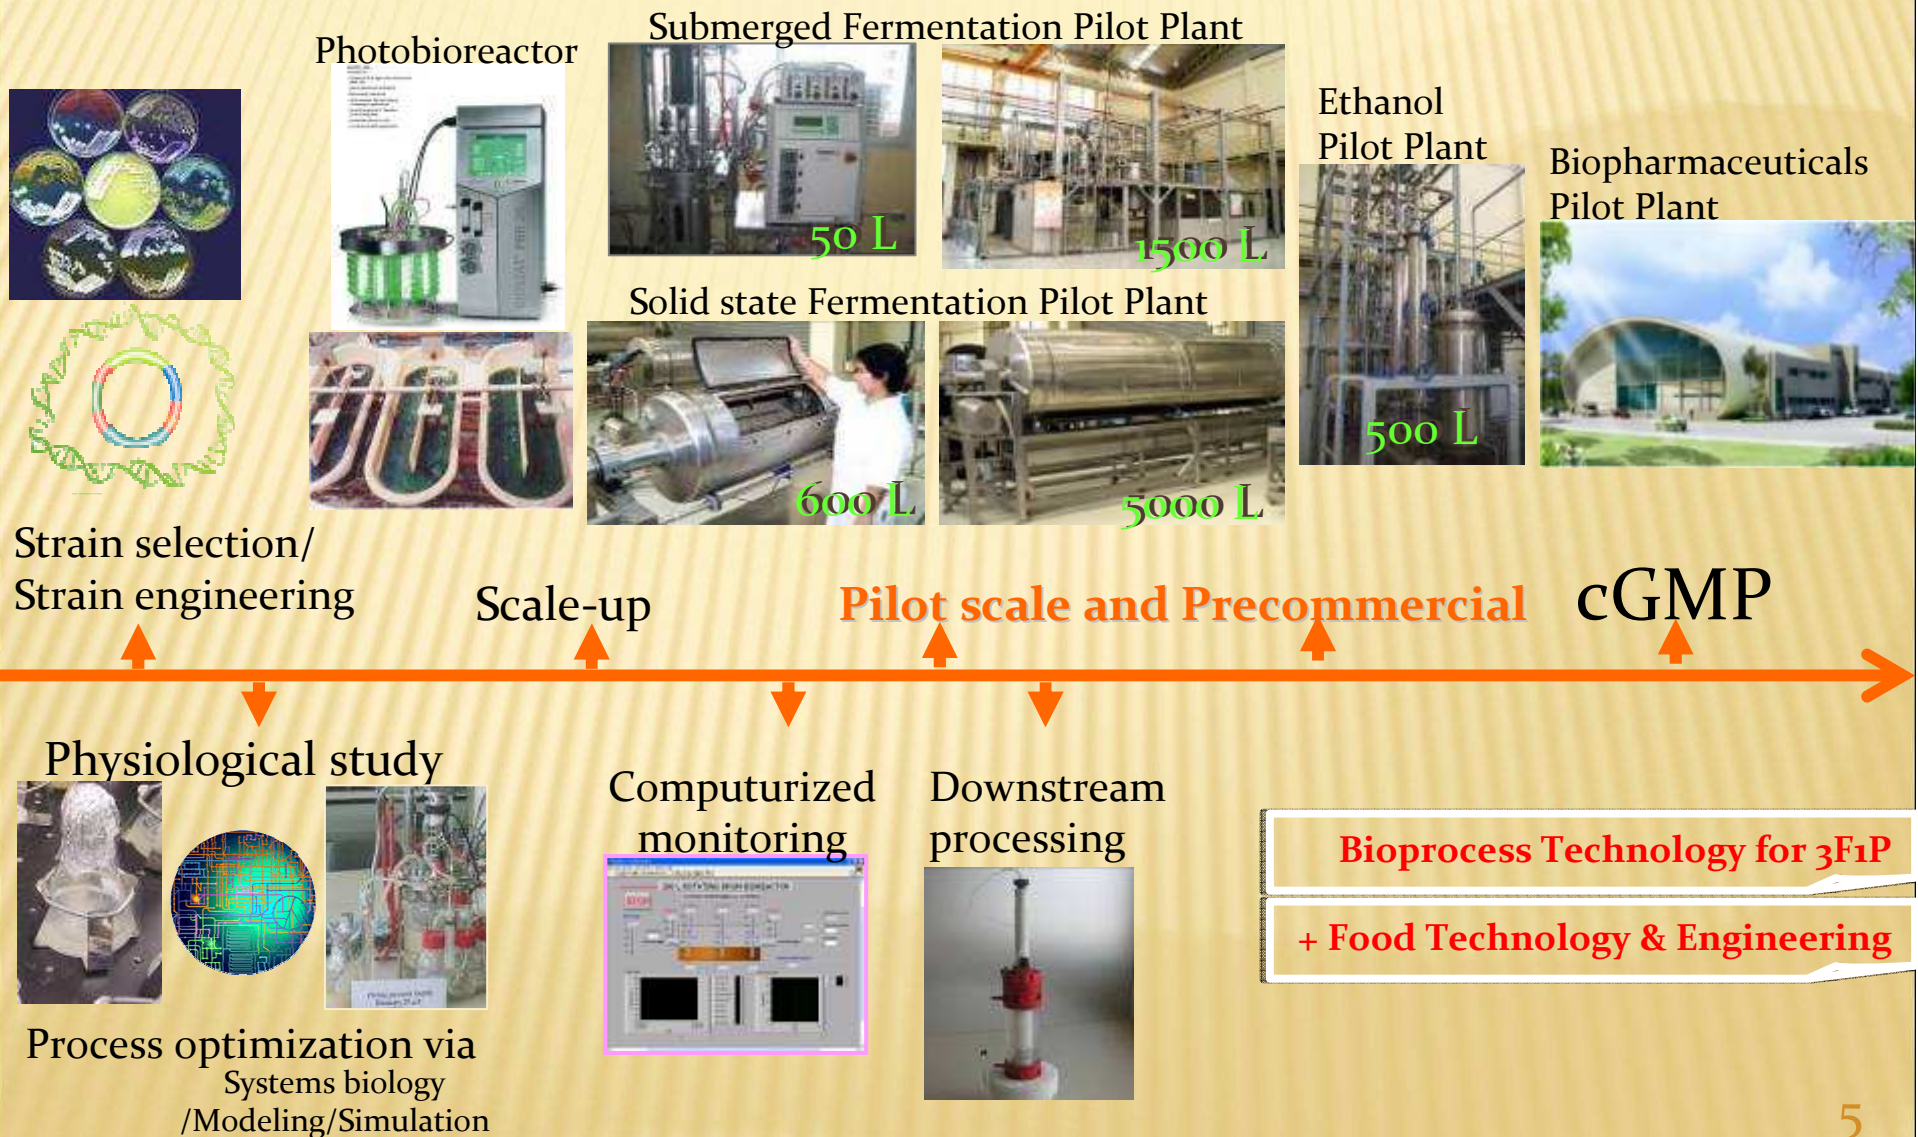 Submerged Fermentation Pilot Plant
Photobioreactor
Ethanol
Pilot Plant
Biopharmaceuticals
Pilot Plant
50 L
1500 L
Solid state Fermentation Pilot Plant
500 L
600 L
5000 L
Strain selection/
Strain engineering
Scale-up
Pilot scale and Precommercial
cGMP
Physiological study
Computurized
monitoring
Downstream
processing
Bioprocess Technology for 3F1P
+ Food Technology & Engineering
Process optimization via
Systems biology
/Modeling/Simulation
5